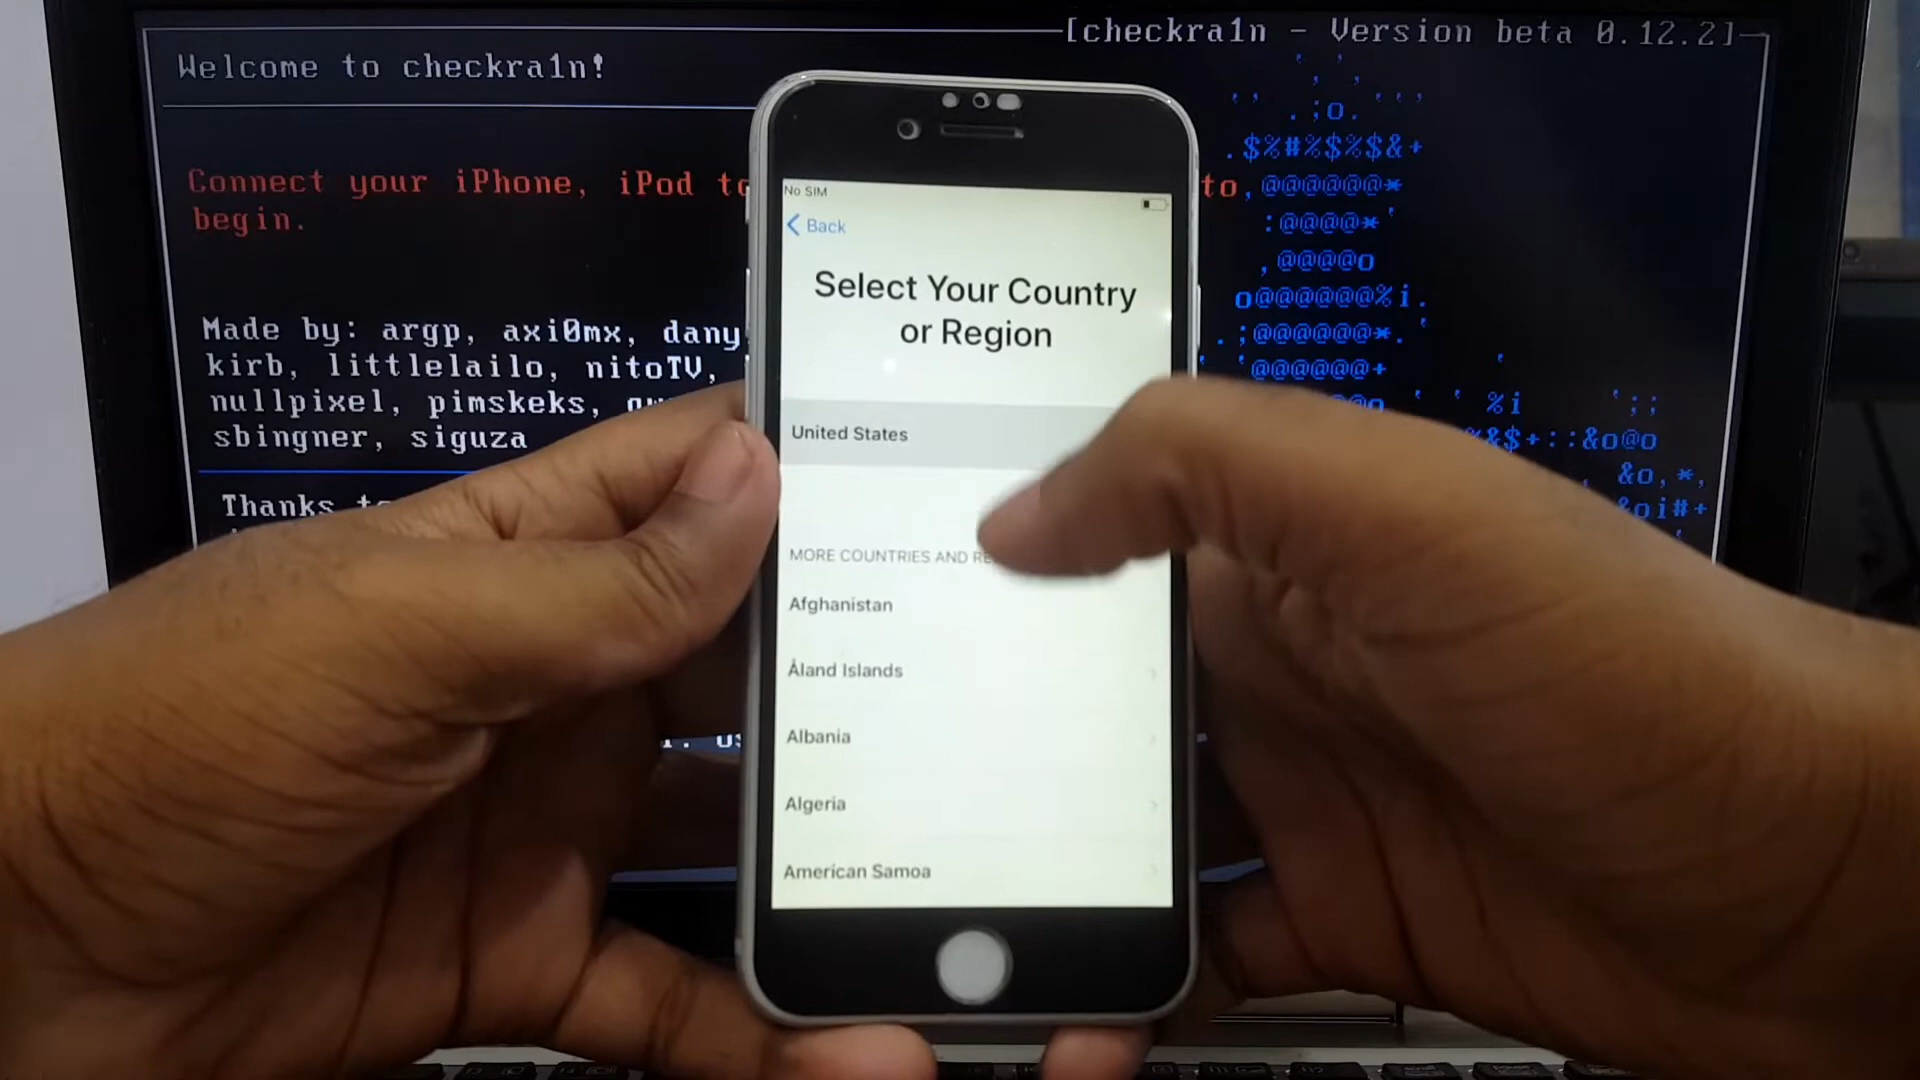 [checkra1n - Version beta 0.12.2]
Welcome to checkra1n!
Connect your iPhone, iPod to
begin.
Made by: argp, axi0mx, dany
kirb, littlelailo, nitoTV,
nullpixel, pimskeks,
sbingner, siguza
Thanks
No SIM
Back
Select Your Country
or Region
United States
MORE COUNTRIES AND
Afghanistan
Åland Islands
Albania
Algeria
American Samoa